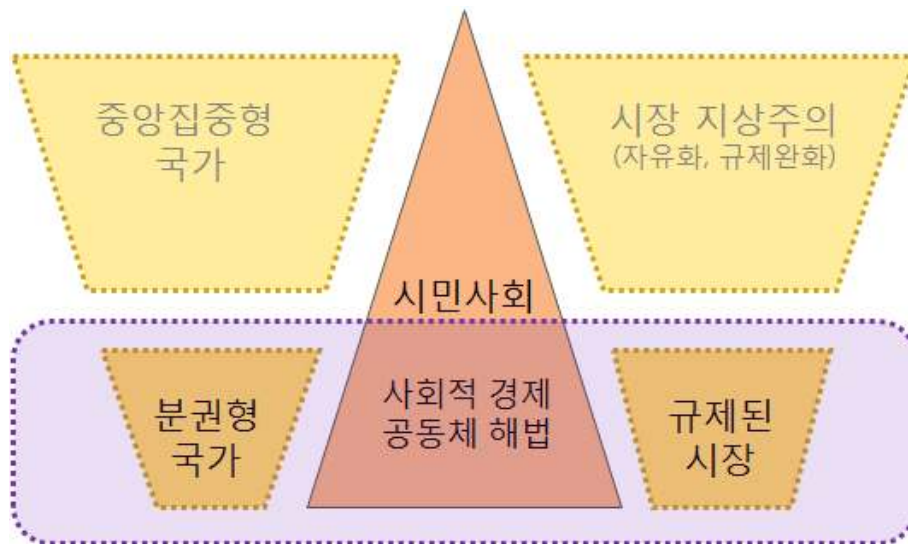 중앙집중형
국가
시장 지상주의
(자유화, 규제완화)
시민사회
분권형
국가
사회적 경제
공동체 해법
규제된
시장